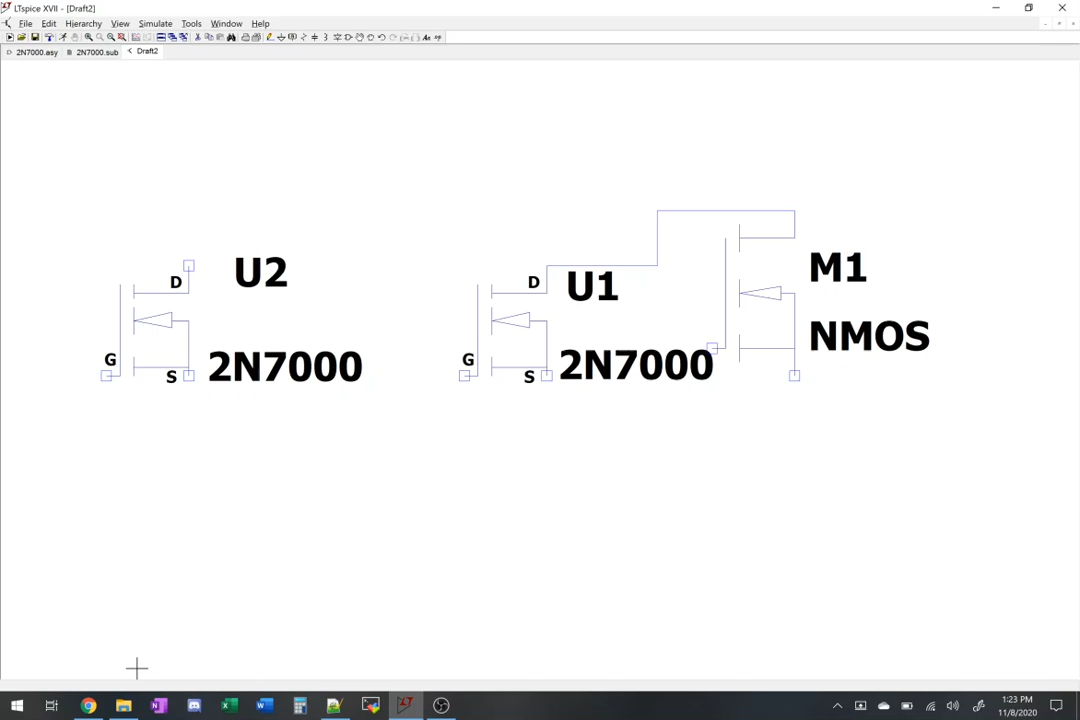 LTspice XVII - [Draft2]
File Edit Hierarchy View Simulate Tools Window Help
2N7000.asy 2N7000.sub Draft2
D U2
G
S 2N7000
D U1
G
S 2N7000
M1
NMOS
1:23 PM
11/8/2020